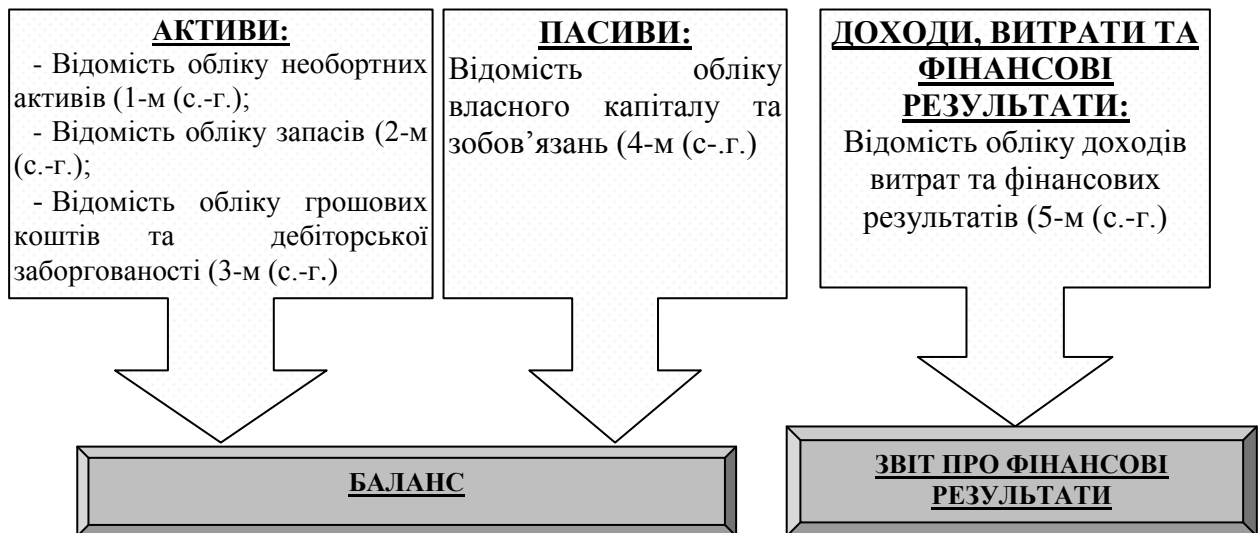 АКТИВИ:
- Відомість обліку необортних
активів (1-м (с.-г.);
- Відомість обліку запасів (2-м
(с.-г.);
- Відомість обліку грошових
коштів та дебіторської
заборгованості (3-м (с.-г.)
ПАСИВИ:
Відомість обліку
власного капіталу та
зобов’язань (4-м (с-.г.)
ДОХОДИ, ВИТРАТИ ТА
ФІНАНСОВІ
РЕЗУЛЬТАТИ:
Відомість обліку доходів
витрат та фінансових
результатів (5-м (с.-г.)
БАЛАНС
ЗВІТ ПРО ФІНАНСОВІ
РЕЗУЛЬТАТИ